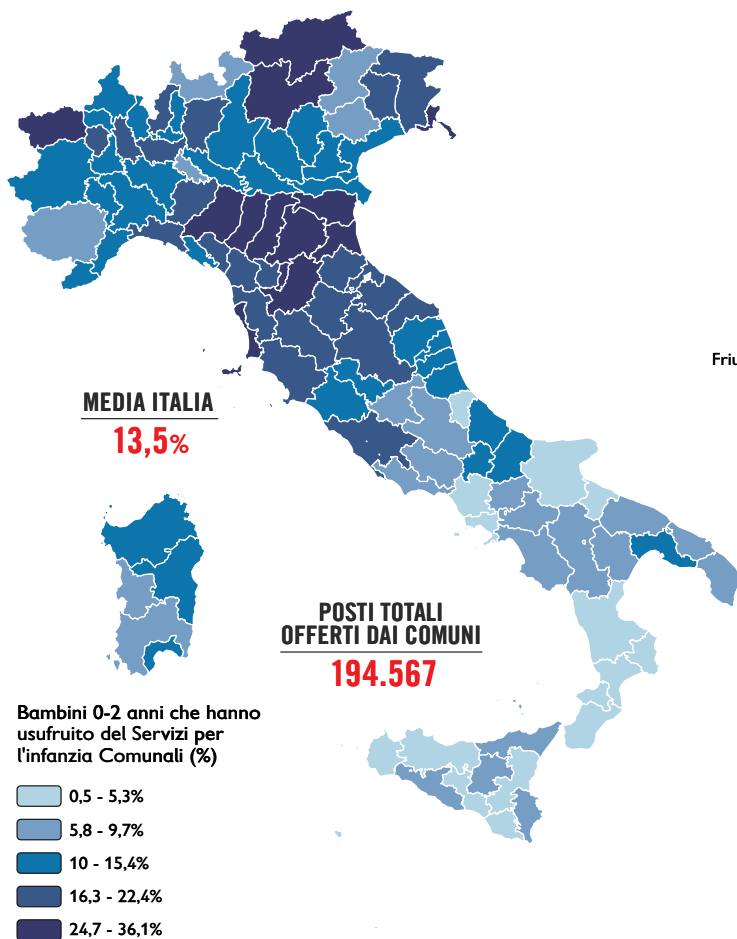 Friu
MEDIA ITALIA
13,5%
POSTI TOTALI
OFFERTI DAI COMUNI
194.567
Bambini 0-2 anni che hanno
usufruito del Servizi per
l'infanzia Comunali (%)
0,5 - 5,3%
5,8 - 9,7%
10 - 15,4%
16,3 - 22,4%
24,7 - 36,1%